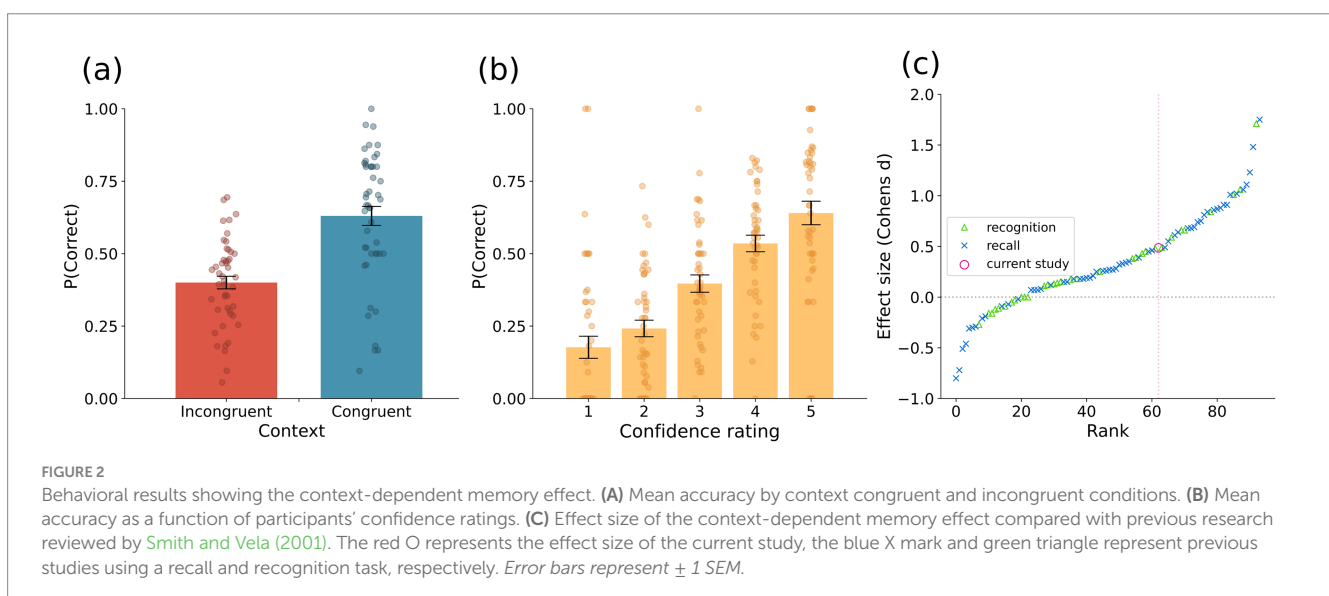 (a)
P(Correct)
1.00
0.75
0.50
0.25
0.00
Incongruent Congruent
Context
(b)
P(Correct)
1.00
0.75
0.50
0.25
0.00
1 2 3 4 5
Confidence rating
(c)
Effect size (Cohens d)
2.0
1.5
1.0
0.5
0.0
−0.5
−1.0
recognition
recall
current study
0 20 40 60 80
Rank
FIGURE 2
Behavioral results showing the context-dependent memory effect. (A) Mean accuracy by context congruent and incongruent conditions. (B) Mean
accuracy as a function of participants’ confidence ratings. (C) Effect size of the context-dependent memory effect compared with previous research
reviewed by Smith and Vela (2001). The red O represents the effect size of the current study, the blue X mark and green triangle represent previous
studies using a recall and recognition task, respectively. Error bars represent ± 1 SEM.